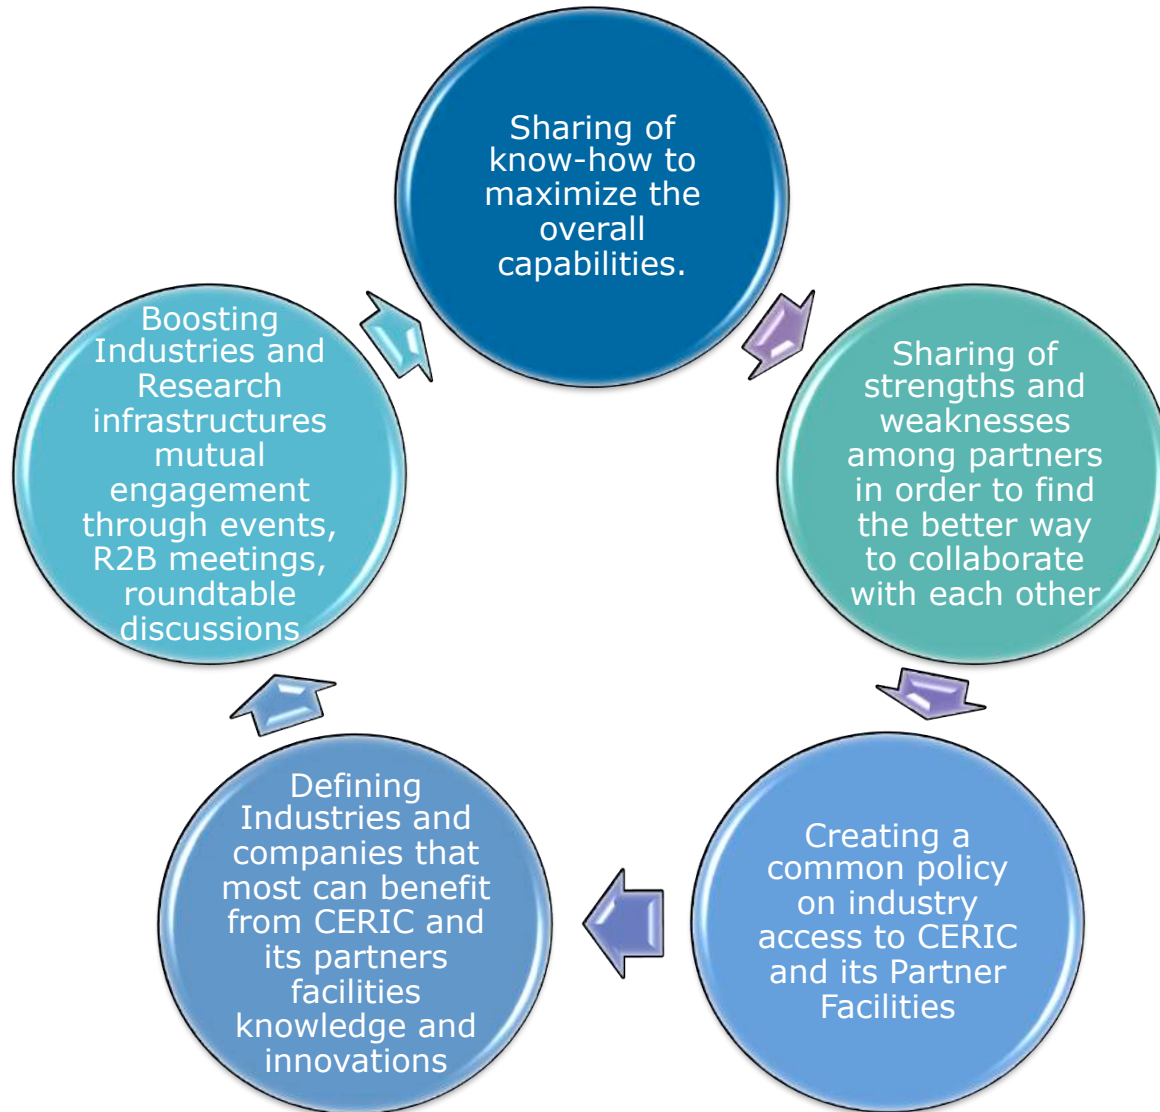 Sharing of
know-how to
maximize the
overall
capabilities.
Sharing of
strengths and
weaknesses
among partners
in order to find
the better way
to collaborate
with each other
Creating a
common policy
on industry
access to CERIC
and its Partner
Facilities
Defining
Industries and
companies that
most can benefit
from CERIC and
its partners
facilities
knowledge and
innovations
Boosting
Industries and
Research
infrastructures
mutual
engagement
through events,
R2B meetings,
roundtable
discussions